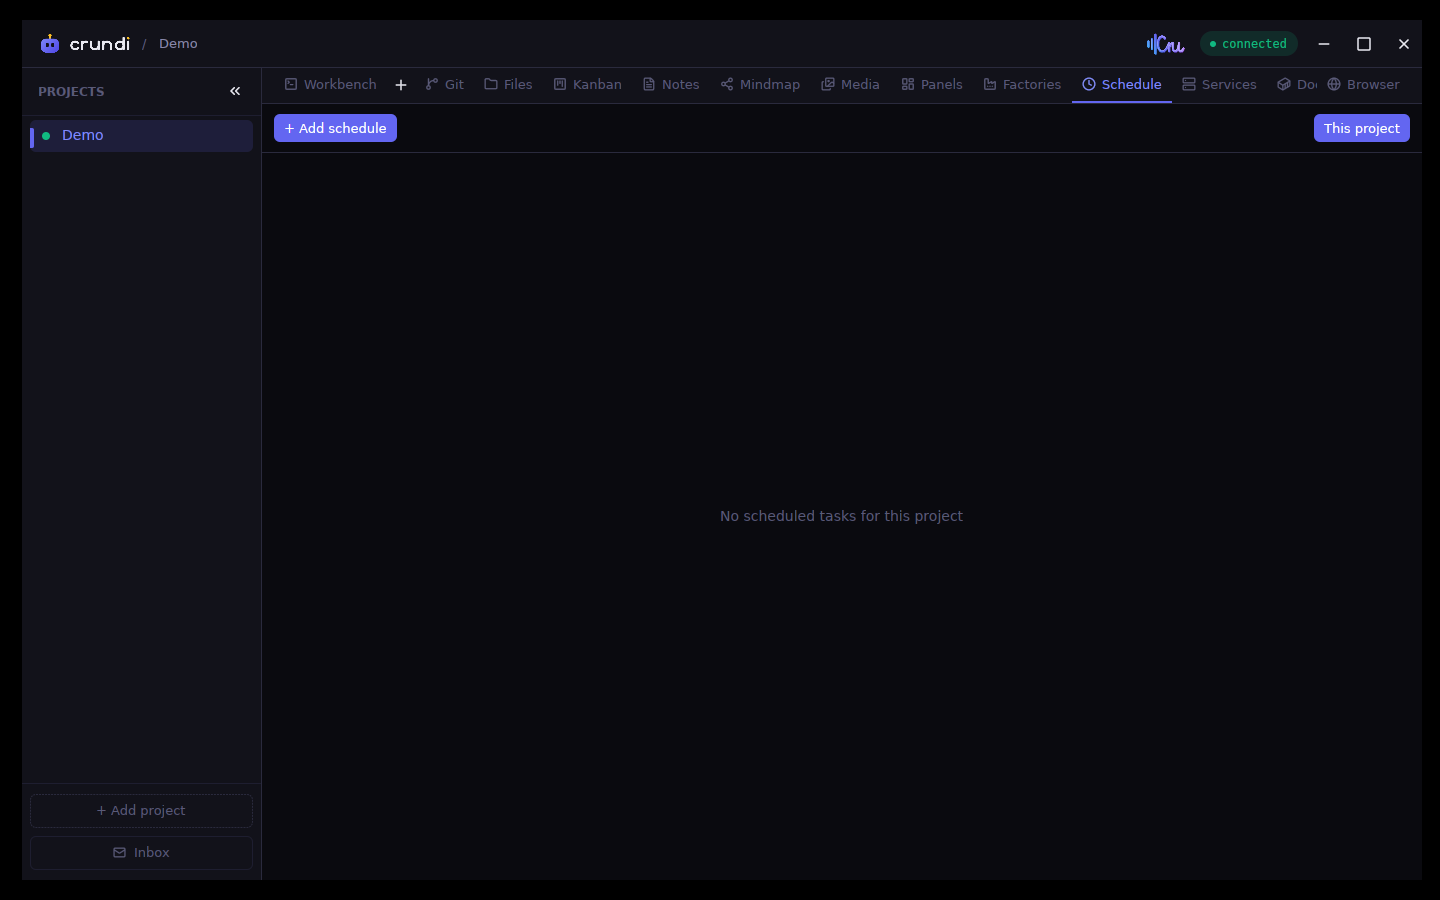 crundi / Demo
Cru
connected
PROJECTS
Workbench + Git Files Kanban Notes Mindmap Media Panels Factories Schedule Services Browser
+ Add schedule
This project
Demo
No scheduled tasks for this project
+ Add project
Inbox